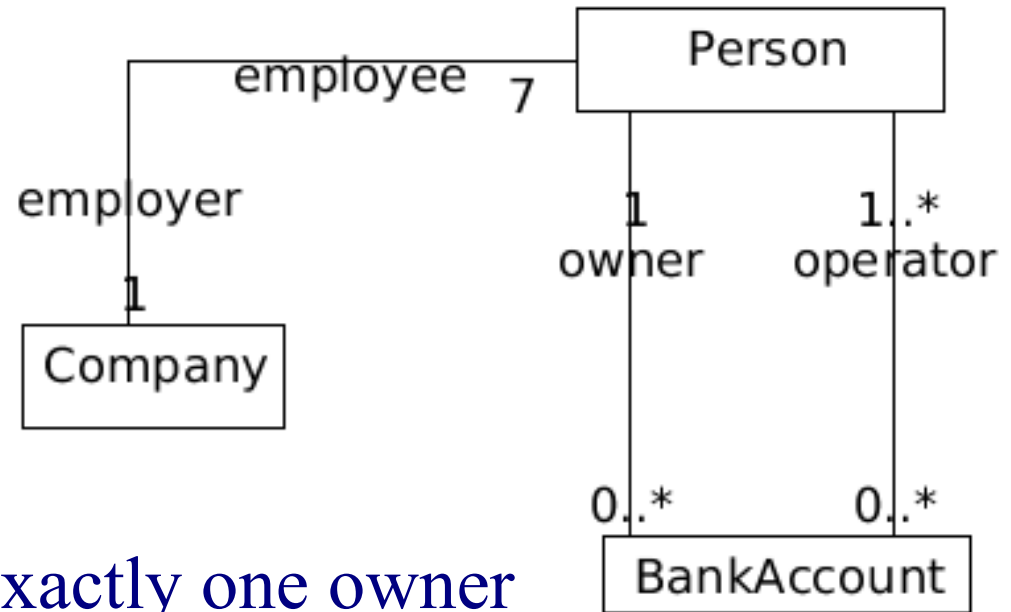 Person
employee
7
employer
1
1..*
owner
operator
1
Company
0..*
0..*
xactly one owner
BankAccount